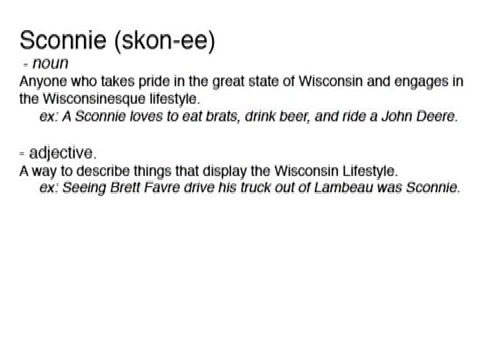 Sconnie (skon-ee)
- noun
Anyone who takes pride in the great state of Wisconsin and engages in
the Wisconsinesque lifestyle.
ex: A Sconnie loves to eat brats, drink beer, and ride a John Deere.
- adjective.
A way to describe things that display the Wisconsin Lifestyle.
ex: Seeing Brett Favre drive his truck out of Lambeau was Sconnie.